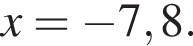 x = −7,8.